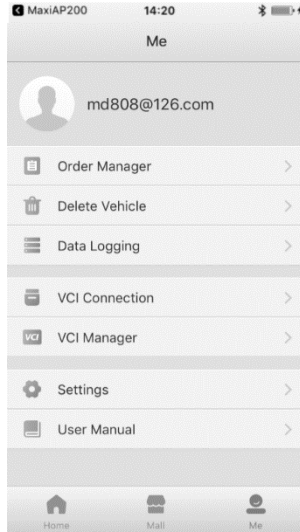 MaxiAP200 14:20
Me
md808@126.com
Order Manager
Delete Vehicle
Data Logging
VCI Connection
VCI VCI Manager
Settings
User Manual
Home Mall Me